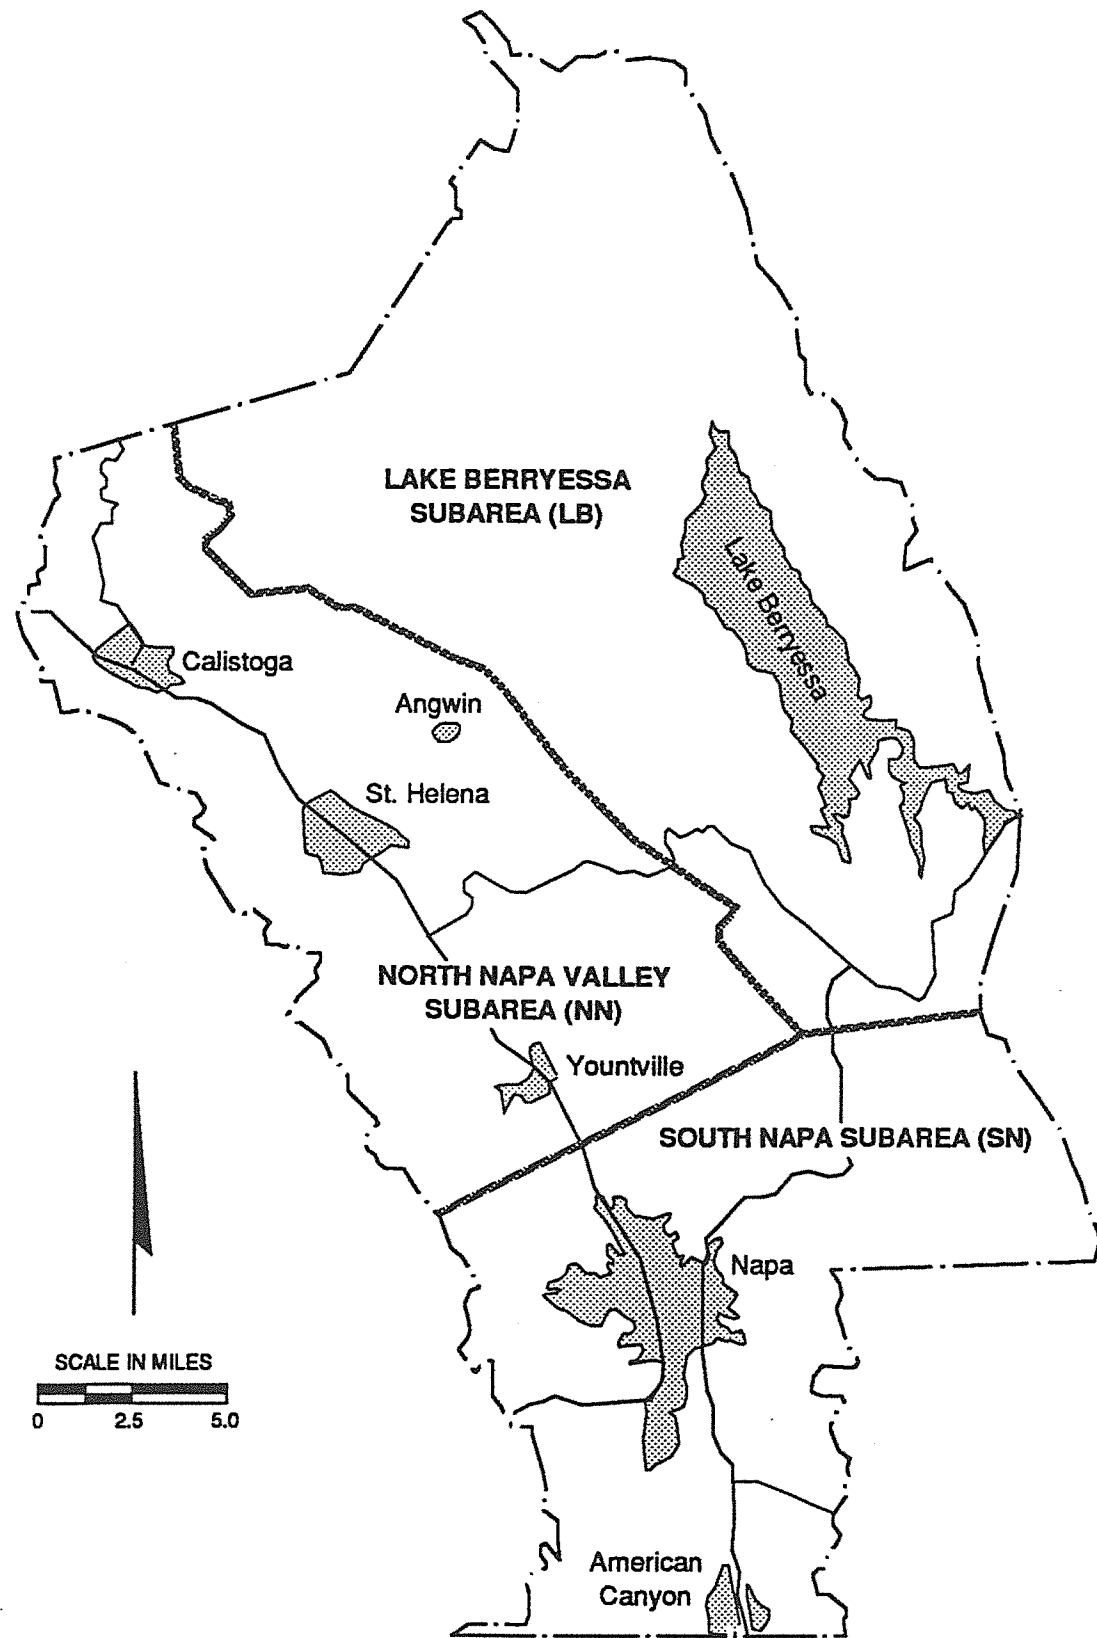 LAKE BERRYESSA
SUBAREA (LB)
Lake Berryessa
Calistoga
Angwin
St. Helena
NORTH NAPA VALLEY
SUBAREA (NN)
Yountville
SOUTH NAPA SUBAREA (SN)
Napa
SCALE IN MILES
0 2.5 5.0
American
Canyon